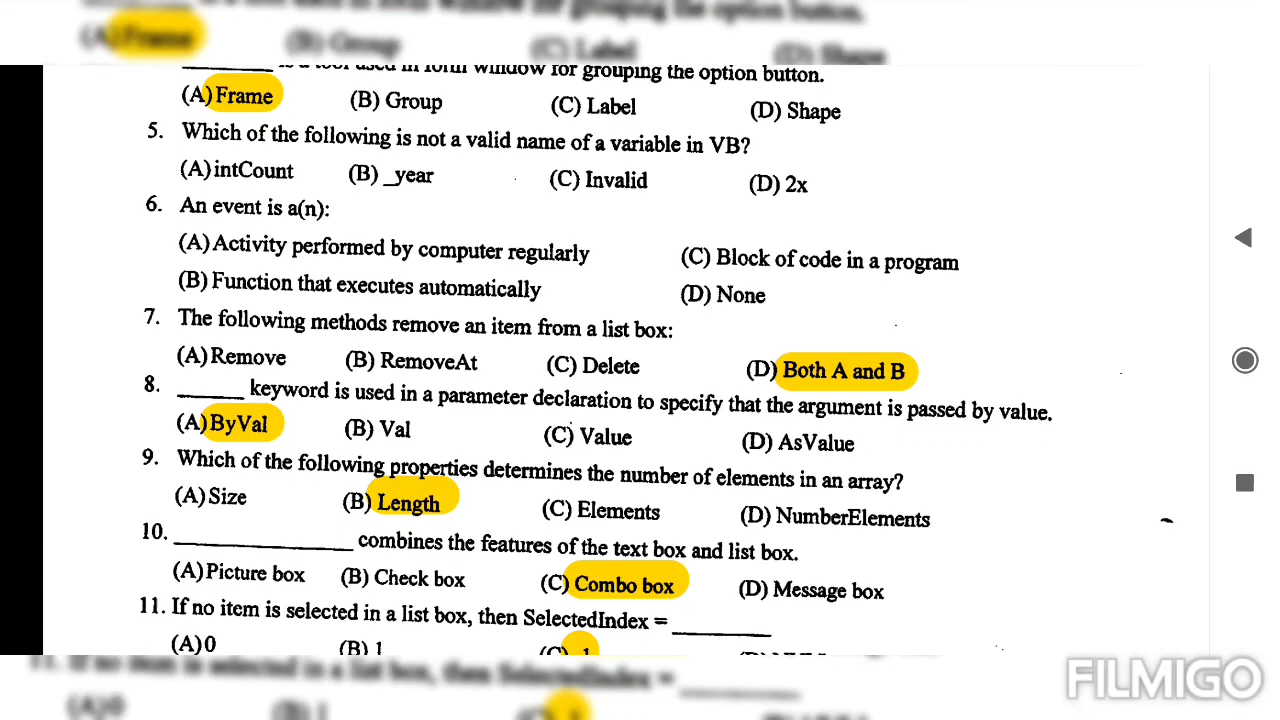 is a tool used in form window for grouping the option button.
(A) Frame (B) Group (C) Label (D) Shape
5. Which of the following is not a valid name of a variable in VB?
(A) intCount (B) _year (C) Invalid (D) 2x
6. An event is a(n):
(A) Activity performed by computer regularly (C) Block of code in a program
(B) Function that executes automatically (D) None
7. The following methods remove an item from a list box:
(A) Remove (B) RemoveAt (C) Delete (D) Both A and B
8. ______ keyword is used in a parameter declaration to specify that the argument is passed by value.
(A) ByVal (B) Val (C) Value (D) AsValue
9. Which of the following properties determines the number of elements in an array?
(A) Size (B) Length (C) Elements (D) NumberElements
10. ________________ combines the features of the text box and list box.
(A) Picture box (B) Check box (C) Combo box (D) Message box
11. If no item is selected in a list box, then SelectedIndex = _________
(A) 0 (B) 1 (C)
FILMIGO